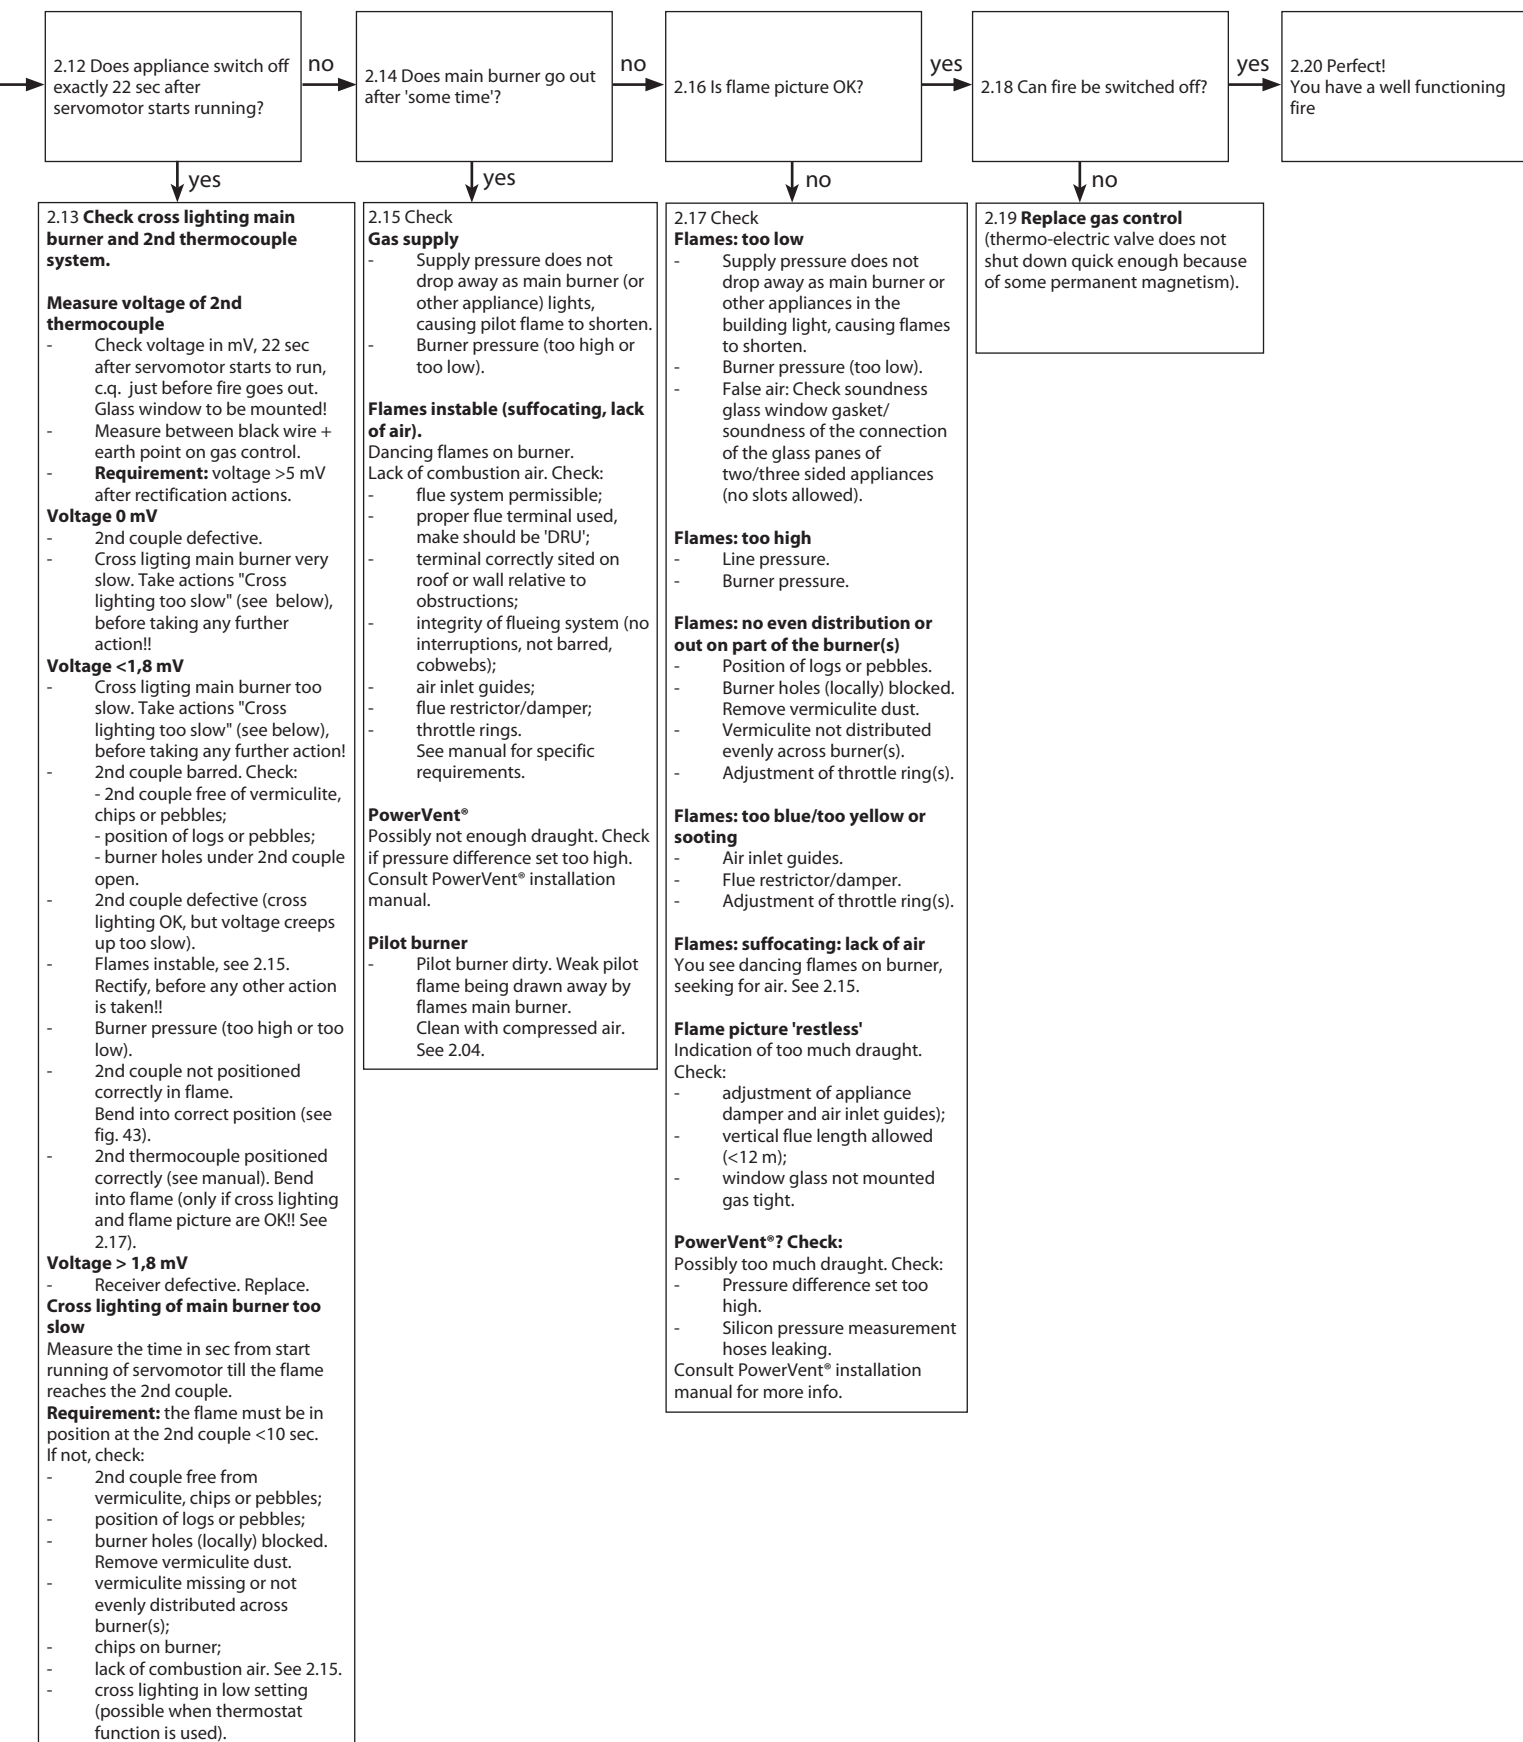 2.12 Does appliance switch off
exactly 22 sec after
servomotor starts running?
no
2.14 Does main burner go out
after 'some time'?
no
2.16 Is flame picture OK?
yes
2.18 Can fire be switched off?
yes
2.20 Perfect!
You have a well functioning
fire
yes
yes
no
no
2.13 Check cross lighting main
burner and 2nd thermocouple
system.
Measure voltage of 2nd
thermocouple
- Check voltage in mV, 22 sec
after servomotor starts to run,
c.q. just before fire goes out.
Glass window to be mounted!
- Measure between black wire +
earth point on gas control.
- Requirement: voltage >5 mV
after rectification actions.
Voltage 0 mV
- 2nd couple defective.
- Cross ligting main burner very
slow. Take actions "Cross
lighting too slow" (see below),
before taking any further
action!!
Voltage <1,8 mV
- Cross ligting main burner too
slow. Take actions "Cross
lighting too slow" (see below),
before taking any further action!
- 2nd couple barred. Check:
- 2nd couple free of vermiculite,
chips or pebbles;
- position of logs or pebbles;
- burner holes under 2nd couple
open.
- 2nd couple defective (cross
lighting OK, but voltage creeps
up too slow).
- Flames instable, see 2.15.
Rectify, before any other action
is taken!!
- Burner pressure (too high or too
low).
- 2nd couple not positioned
correctly in flame.
Bend into correct position (see
fig. 43).
- 2nd thermocouple positioned
correctly (see manual). Bend
into flame (only if cross lighting
and flame picture are OK!! See
2.17).
Voltage > 1,8 mV
- Receiver defective. Replace.
Cross lighting of main burner too
slow
Measure the time in sec from start
running of servomotor till the flame
reaches the 2nd couple.
Requirement: the flame must be in
position at the 2nd couple <10 sec.
If not, check:
- 2nd couple free from
vermiculite, chips or pebbles;
- position of logs or pebbles;
- burner holes (locally) blocked.
Remove vermiculite dust.
- vermiculite missing or not
evenly distributed across
burner(s);
- chips on burner;
- lack of combustion air. See 2.15.
- cross lighting in low setting
(possible when thermostat
function is used).
2.15 Check
Gas supply
- Supply pressure does not
drop away as main burner (or
other appliance) lights,
causing pilot flame to shorten.
- Burner pressure (too high or
too low).
Flames instable (suffocating, lack
of air).
Dancing flames on burner.
Lack of combustion air. Check:
- flue system permissible;
- proper flue terminal used,
make should be 'DRU';
- terminal correctly sited on
roof or wall relative to
obstructions;
- integrity of flueing system (no
interruptions, not barred,
cobwebs);
- air inlet guides;
- flue restrictor/damper;
- throttle rings.
See manual for specific
requirements.
PowerVent®
Possibly not enough draught. Check
if pressure difference set too high.
Consult PowerVent® installation
manual.
Pilot burner
- Pilot burner dirty. Weak pilot
flame being drawn away by
flames main burner.
Clean with compressed air.
See 2.04.
2.17 Check
Flames: too low
- Supply pressure does not
drop away as main burner or
other appliances in the
building light, causing flames
to shorten.
- Burner pressure (too low).
- False air: Check soundness
glass window gasket/
soundness of the connection
of the glass panes of
two/three sided appliances
(no slots allowed).
Flames: too high
- Line pressure.
- Burner pressure.
Flames: no even distribution or
out on part of the burner(s)
- Position of logs or pebbles.
- Burner holes (locally) blocked.
Remove vermiculite dust.
- Vermiculite not distributed
evenly across burner(s).
- Adjustment of throttle ring(s).
Flames: too blue/too yellow or
sooting
- Air inlet guides.
- Flue restrictor/damper.
- Adjustment of throttle ring(s).
Flames: suffocating: lack of air
You see dancing flames on burner,
seeking for air. See 2.15.
Flame picture 'restless'
Indication of too much draught.
Check:
- adjustment of appliance
damper and air inlet guides);
- vertical flue length allowed
(<12 m);
- window glass not mounted
gas tight.
PowerVent®? Check:
Possibly too much draught. Check:
- Pressure difference set too
high.
- Silicon pressure measurement
hoses leaking.
Consult PowerVent® installation
manual for more info.
2.19 Replace gas control
(thermo-electric valve does not
shut down quick enough because
of some permanent magnetism).